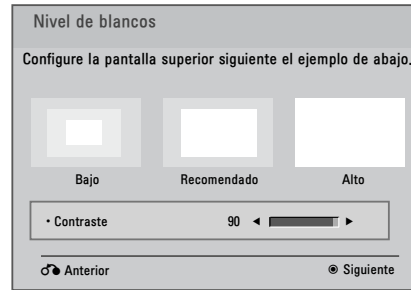 Nivel de blancos
Configure la pantalla superior siguiente el ejemplo de abajo.
Bajo Recomendado Alto
• Contraste 90 ◄ ►
Anterior ◉ Siguiente